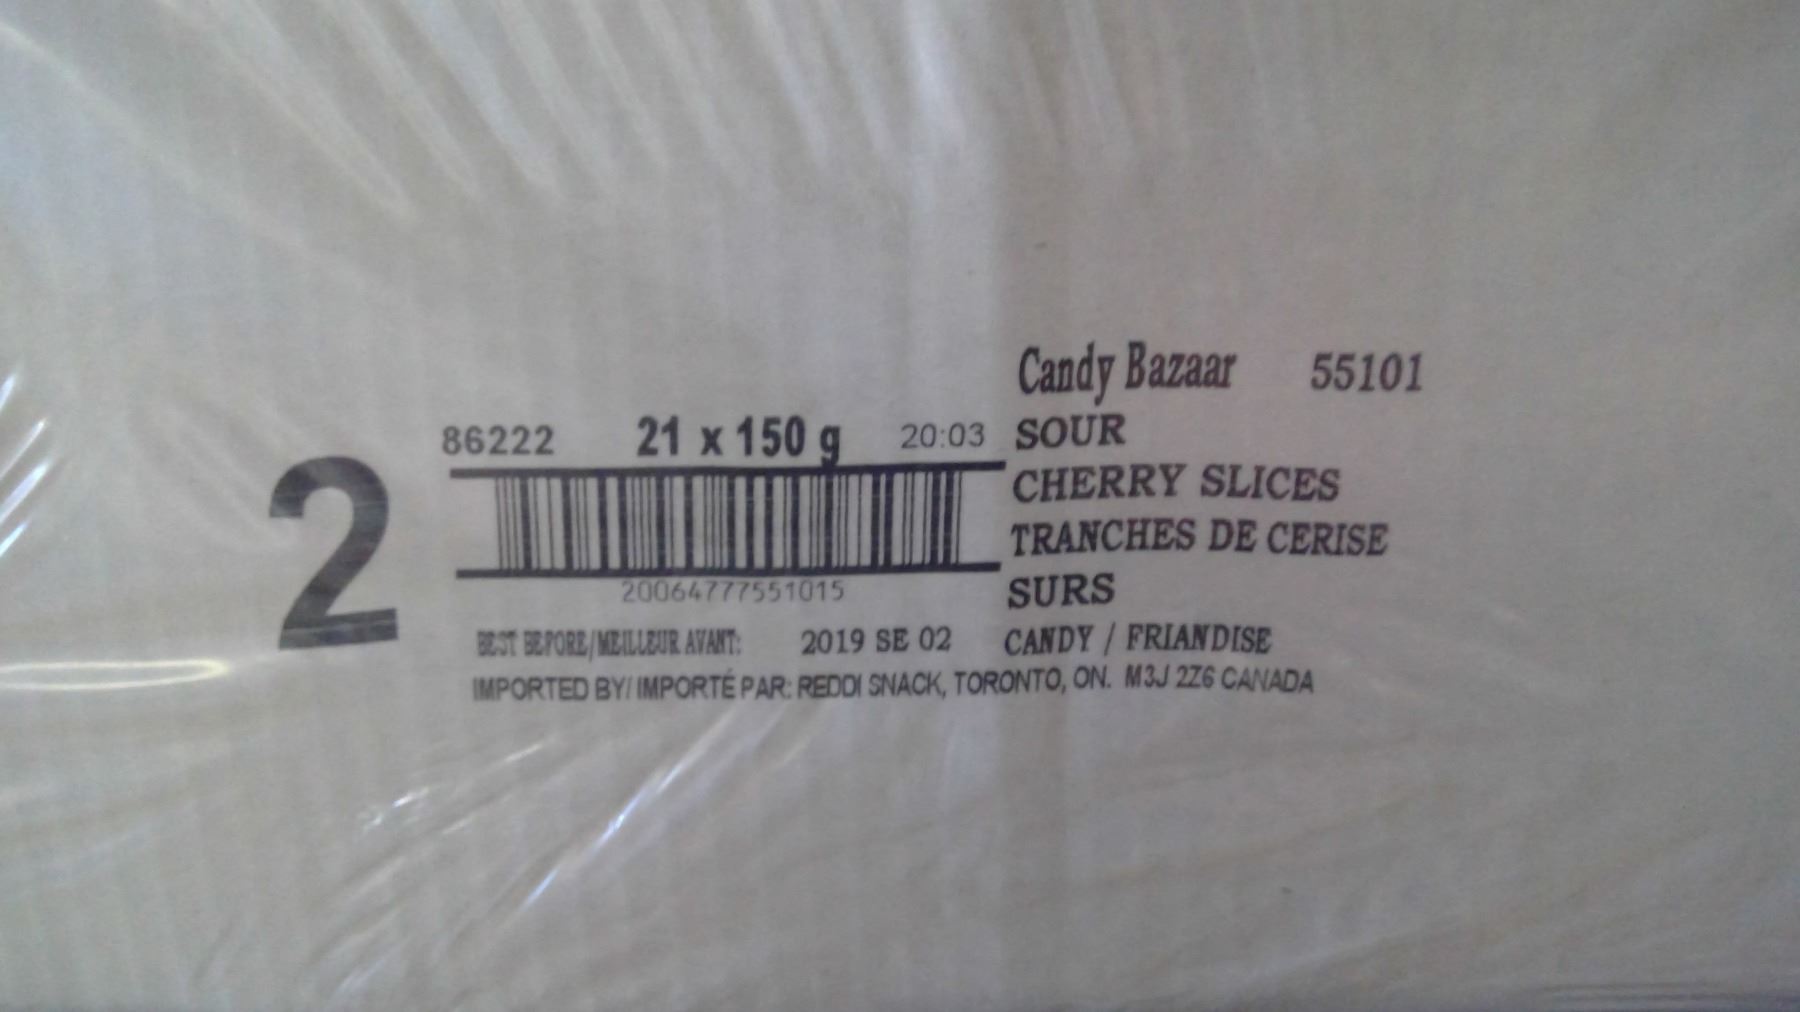 Candy Bazaar 55101
86222 21 x 150 g 20:03 SOUR
2
CHERRY SLICES
TRANCHES DE CERISE
20064777551015 SURS
BEST BEFORE/MEILLEUR AVANT: 2019 SE 02 CANDY / FRIANDISE
IMPORTED BY/ IMPORTÉ PAR: REDDI SNACK, TORONTO, ON. M3J 2Z6 CANADA